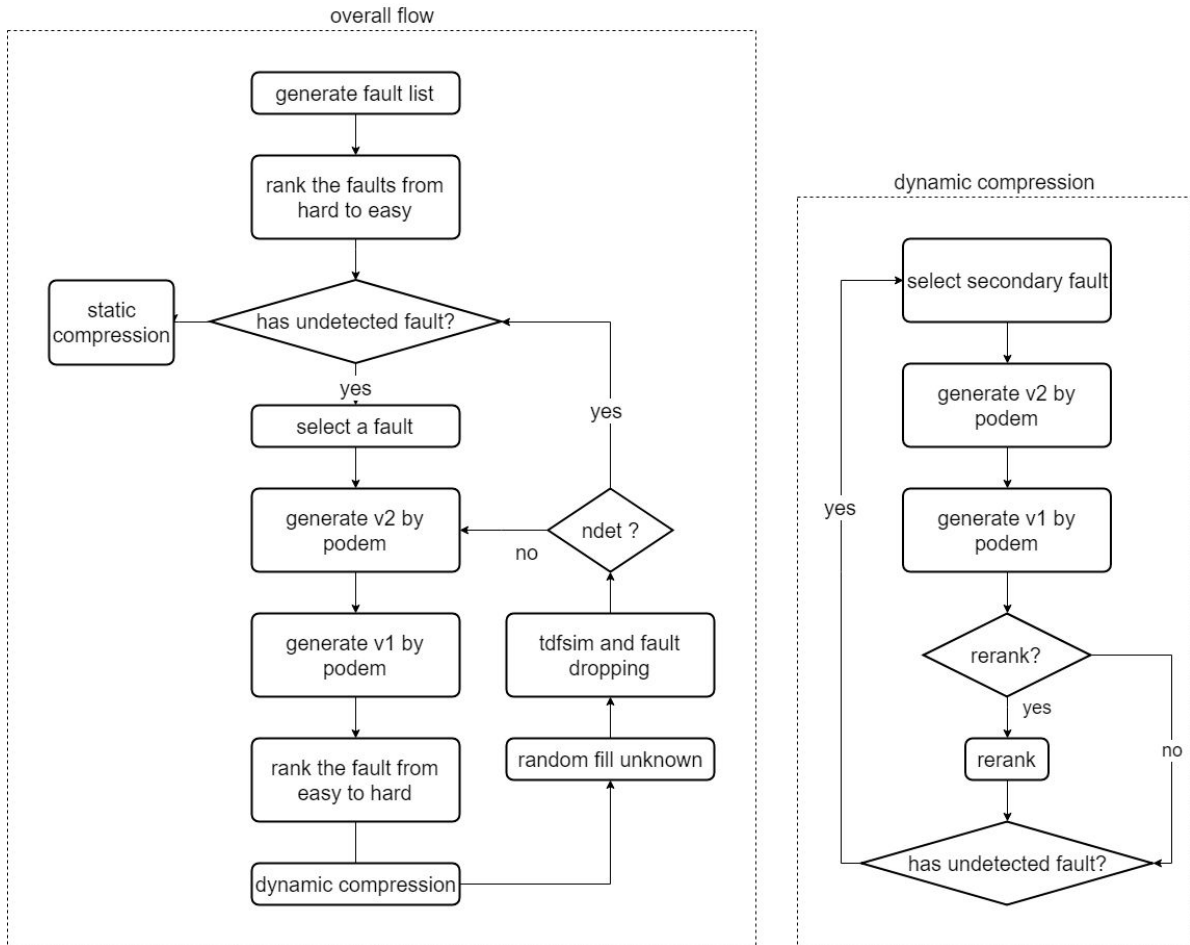 overall flow
generate fault list
rank the faults from
hard to easy
static
compression
has undetected fault?
yes
select a fault
yes
generate v2 by
podem
ndet ?
no
generate v1 by
podem
tdfsim and fault
dropping
rank the fault from
easy to hard
random fill unknown
dynamic compression
dynamic compression
select secondary fault
generate v2 by
podem
yes
generate v1 by
podem
rerank?
yes
no
rerank
has undetected fault?